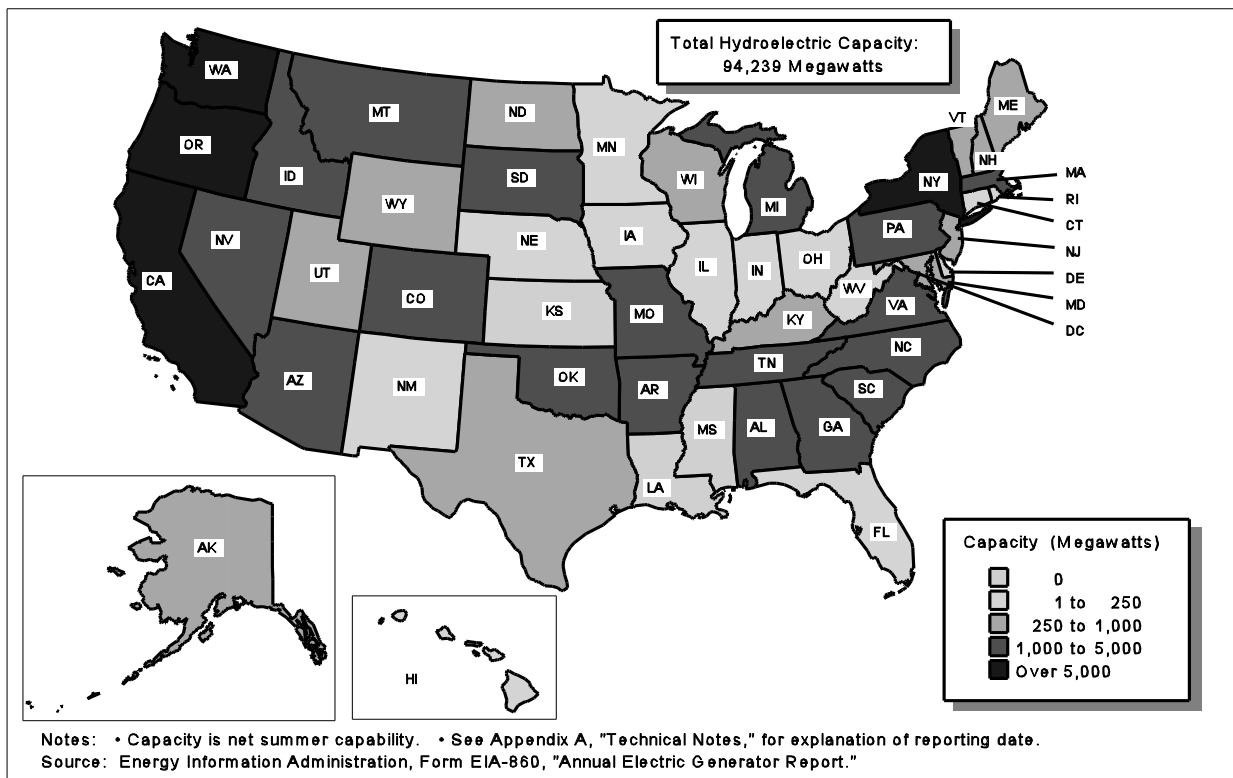 Total Hydroelectric Capacity:
94,239 Megawatts
WA
MT
ND
MN
ME
VT
OR
ID
SD
WI
NH
MA
NY
RI
WY
MI
CT
NV
NE
IA
PA
NJ
CA
UT
CO
IL
IN
OH
DE
KS
MO
WV
VA
MD
KY
DC
AZ
NM
OK
AR
TN
NC
SC
TX
MS
AL
GA
LA
FL
AK
HI
Capacity (Megawatts)
0
1 to 250
250 to 1,000
1,000 to 5,000
Over 5,000
Notes: • Capacity is net summer capability. • See Appendix A, "Technical Notes," for explanation of reporting date.
Source: Energy Information Administration, Form EIA-860, "Annual Electric Generator Report."